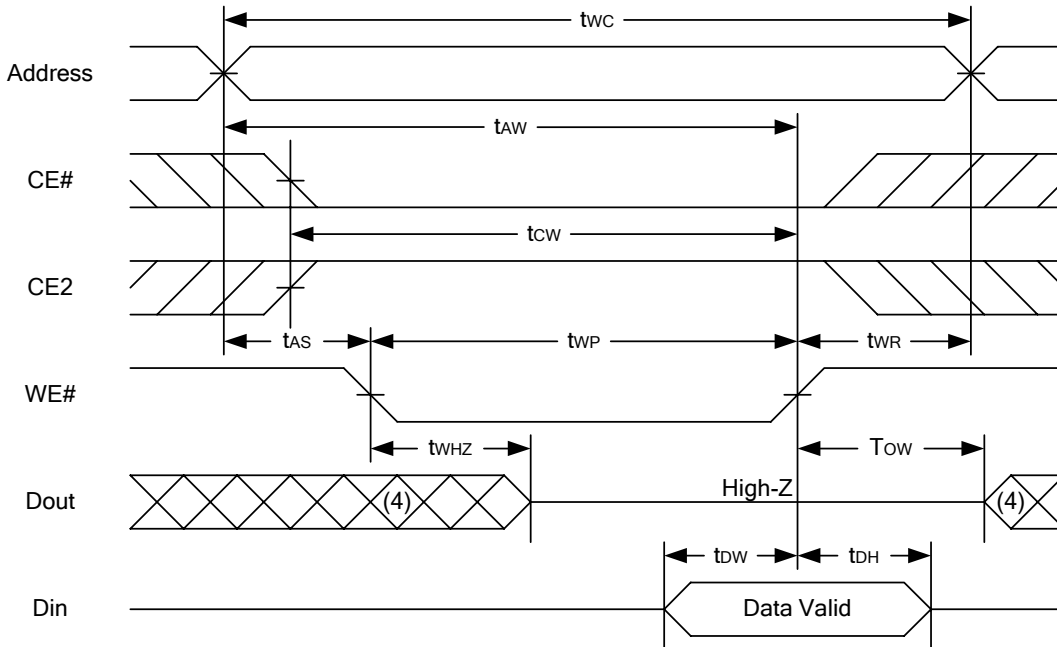 tWC
Address
tAW
CE#
tCW
CE2
tAS tWP tWR
WE#
tWHZ TOW
Dout (4) High-Z (4)
tDW tDH
Din Data Valid